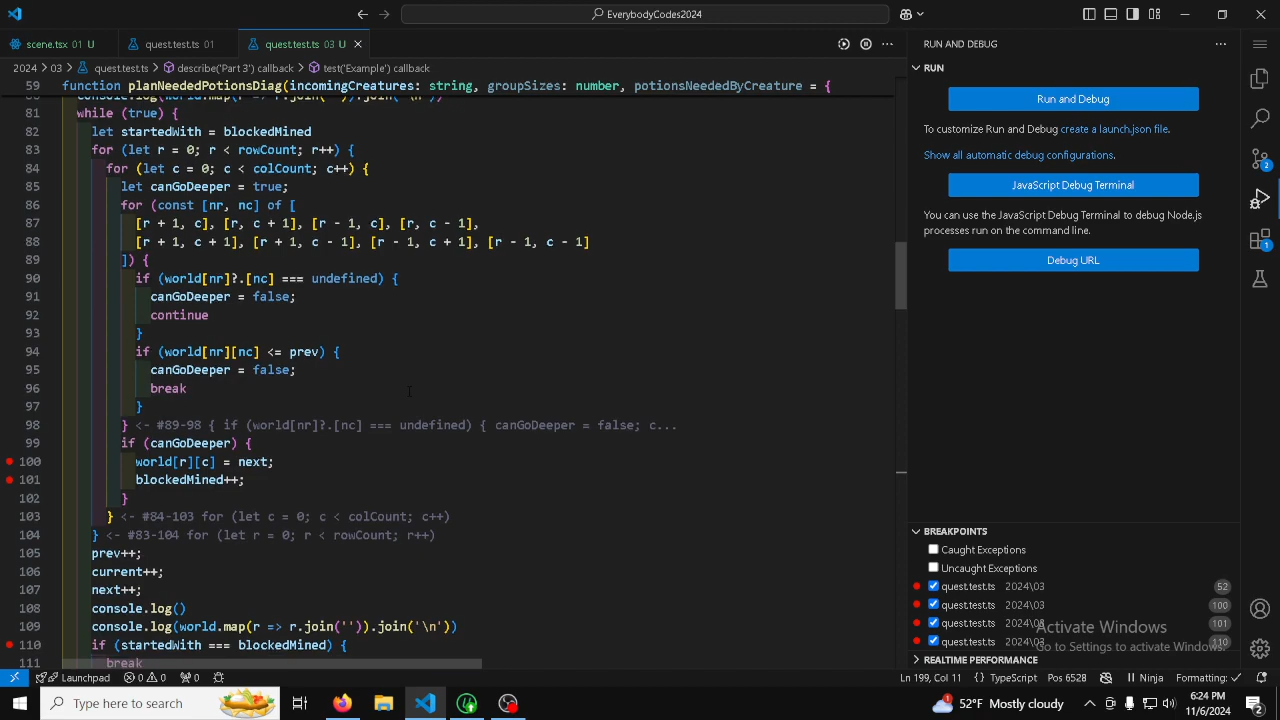 EverybodyCodes2024
scene.tsx 01 U
quest.test.ts 01
quest.test.ts 03 U
RUN AND DEBUG
2024 > 03 > quest.test.ts > describe('Part 3') callback > test('Example') callback
RUN
59 function planNeededPotionsDiag(incomingCreatures: string, groupSizes: number, potionsNeededByCreature = {
console.log(world.map(r => r.join('')).join('\n'))
81 while (true) {
82 let startedWith = blockedMined
83 for (let r = 0; r < rowCount; r++) {
84 for (let c = 0; c < colCount; c++) {
85 let canGoDeeper = true;
86 for (const [nr, nc] of [
87 [r + 1, c], [r, c + 1], [r - 1, c], [r, c - 1],
88 [r + 1, c + 1], [r + 1, c - 1], [r - 1, c + 1], [r - 1, c - 1]
89 ]) {
90 if (world[nr]?.[nc] === undefined) {
91 canGoDeeper = false;
92 continue
93 }
94 if (world[nr][nc] <= prev) {
95 canGoDeeper = false;
96 break
97 }
98 } <- #89-98 { if (world[nr]?.[nc] === undefined) { canGoDeeper = false; c...
99 if (canGoDeeper) {
100 world[r][c] = next;
101 blockedMined++;
102 }
103 } <- #84-103 for (let c = 0; c < colCount; c++)
104 } <- #83-104 for (let r = 0; r < rowCount; r++)
105 prev++;
106 current++;
107 next++;
108 console.log()
109 console.log(world.map(r => r.join('')).join('\n'))
110 if (startedWith === blockedMined) {
111 break
Run and Debug
To customize Run and Debug create a launch.json file.
Show all automatic debug configurations.
JavaScript Debug Terminal
You can use the JavaScript Debug Terminal to debug Node.js
processes run on the command line.
Debug URL
2
1
BREAKPOINTS
Caught Exceptions
Uncaught Exceptions
quest.test.ts 2024\03 52
quest.test.ts 2024\03 100
quest.test.ts 2024\03 101
quest.test.ts 2024\03 110
REALTIME PERFORMANCE
Activate Windows
Go to Settings to activate Windows.
Launchpad 0 0 0
Ln 199, Col 11 {} TypeScript Pos 6528 Ninja Formatting:
Type here to search
52°F Mostly cloudy
6:24 PM
11/6/2024
2